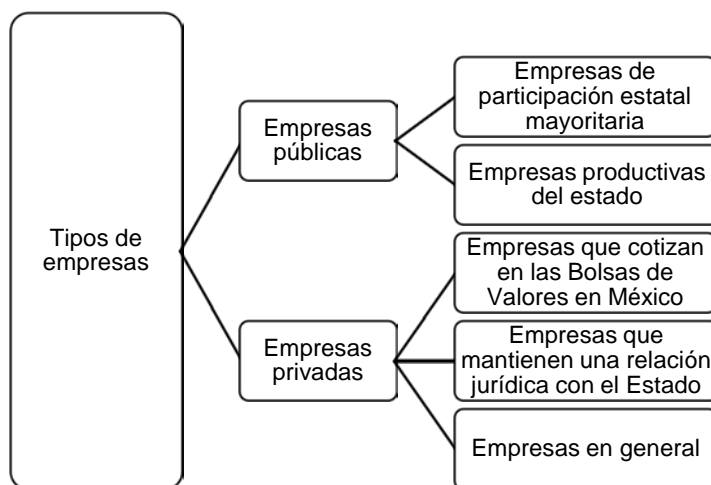 Tipos de
empresas
Empresas
públicas
Empresas de
participación estatal
mayoritaria
Empresas productivas
del estado
Empresas
privadas
Empresas que cotizan
en las Bolsas de
Valores en México
Empresas que
mantienen una relación
jurídica con el Estado
Empresas en general